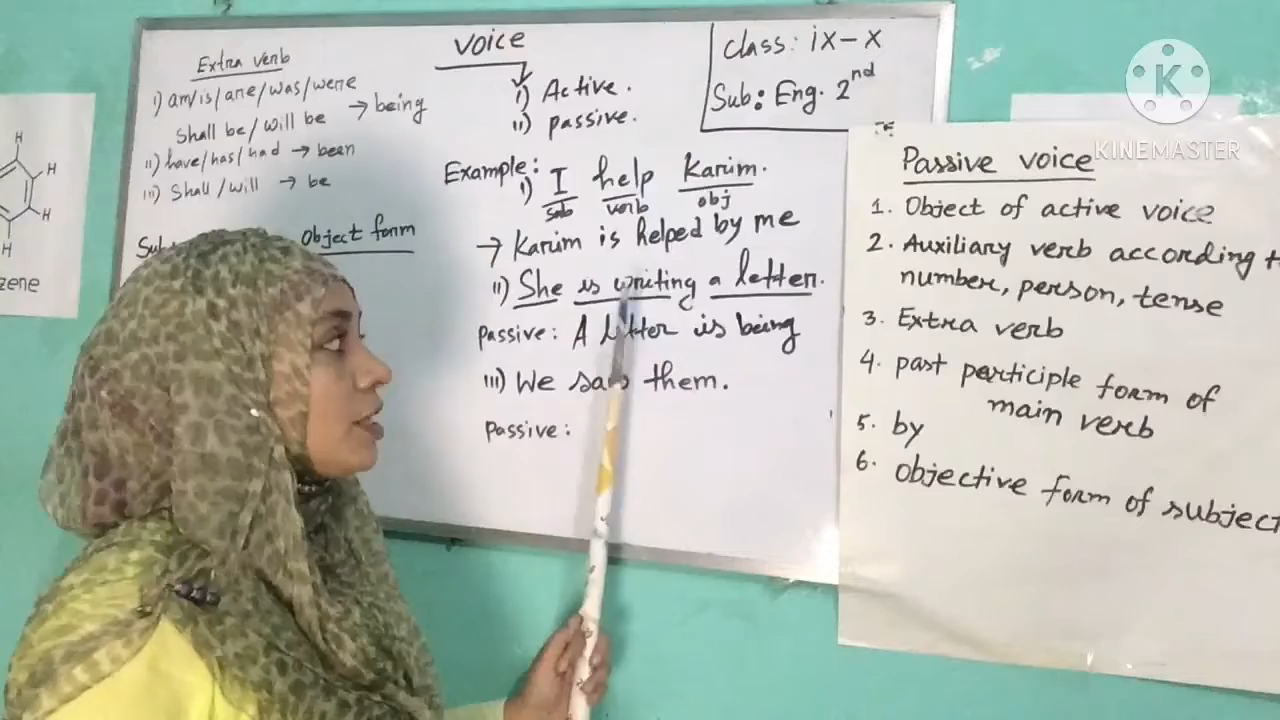 Extra verb
i) am/is/are/was/were
Shall be/will be → being
ii) have/has/had → been
iii) Shall/will → be
Sub
Object form
voice
i) Active.
ii) passive.
Class: ix-x
Sub: Eng. 2nd
Example:
i) I help Karim.
sub verb obj
→ Karim is helped by me
ii) She is writing a letter.
passive: A letter is being
iii) We saw them.
passive:
Passive voice
1. Object of active voice
2. Auxiliary verb according t
number, person, tense
3. Extra verb
4. past participle form of
main verb
5. by
6. objective form of subject
H
H
H
H
zene
K
KINEMASTER